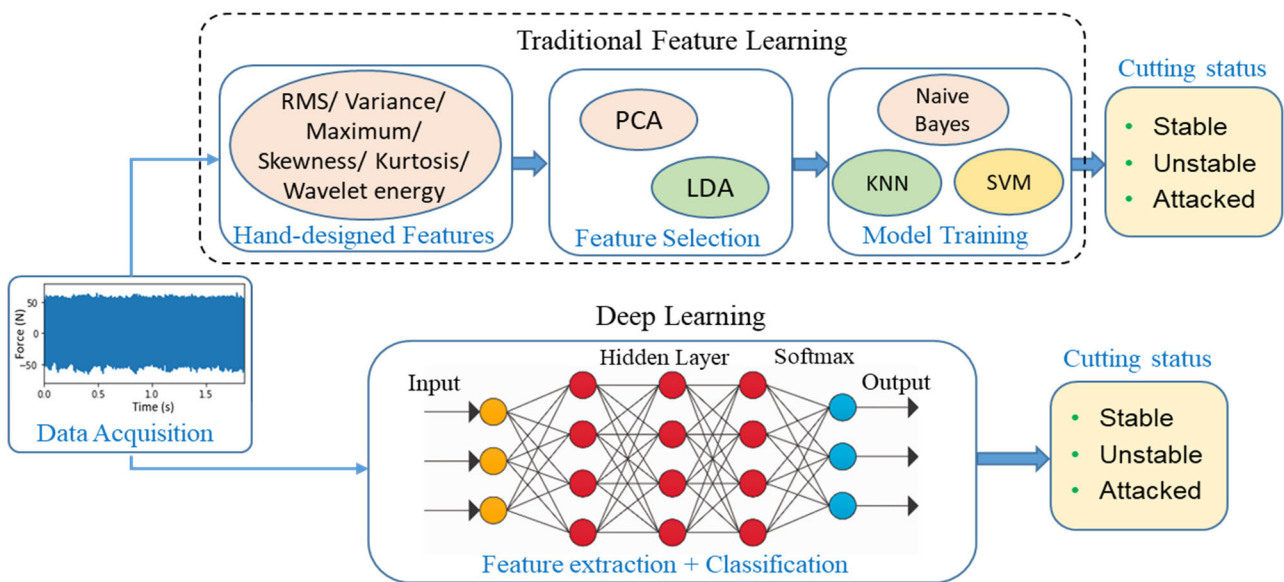 Traditional Feature Learning
RMS/ Variance/
Maximum/
Skewness/ Kurtosis/
Wavelet energy
Hand-designed Features
PCA
LDA
Feature Selection
Naive
Bayes
KNN
SVM
Model Training
Cutting status
• Stable
• Unstable
• Attacked
Force (N)
50
0
−50
0.0 0.5 1.0 1.5
Time (s)
Data Acquisition
Deep Learning
Input
Hidden Layer
Softmax
Output
Feature extraction + Classification
Cutting status
• Stable
• Unstable
• Attacked